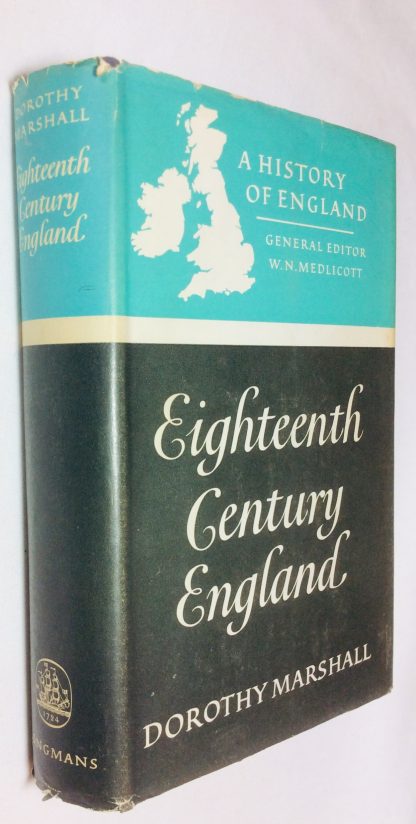 DOROTHY
MARSHALL
Eighteenth
Century
England
1724
LONGMANS
A HISTORY
OF ENGLAND
GENERAL EDITOR
W. N. MEDLICOTT
Eighteenth
Century
England
DOROTHY MARSHALL